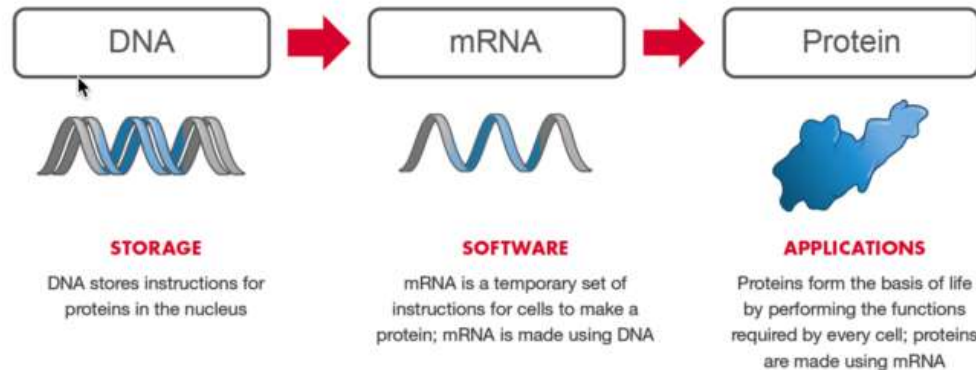 DNA
mRNA
Protein
STORAGE
DNA stores instructions for
proteins in the nucleus
SOFTWARE
mRNA is a temporary set of
instructions for cells to make a
protein; mRNA is made using DNA
APPLICATIONS
Proteins form the basis of life
by performing the functions
required by every cell; proteins
are made using mRNA